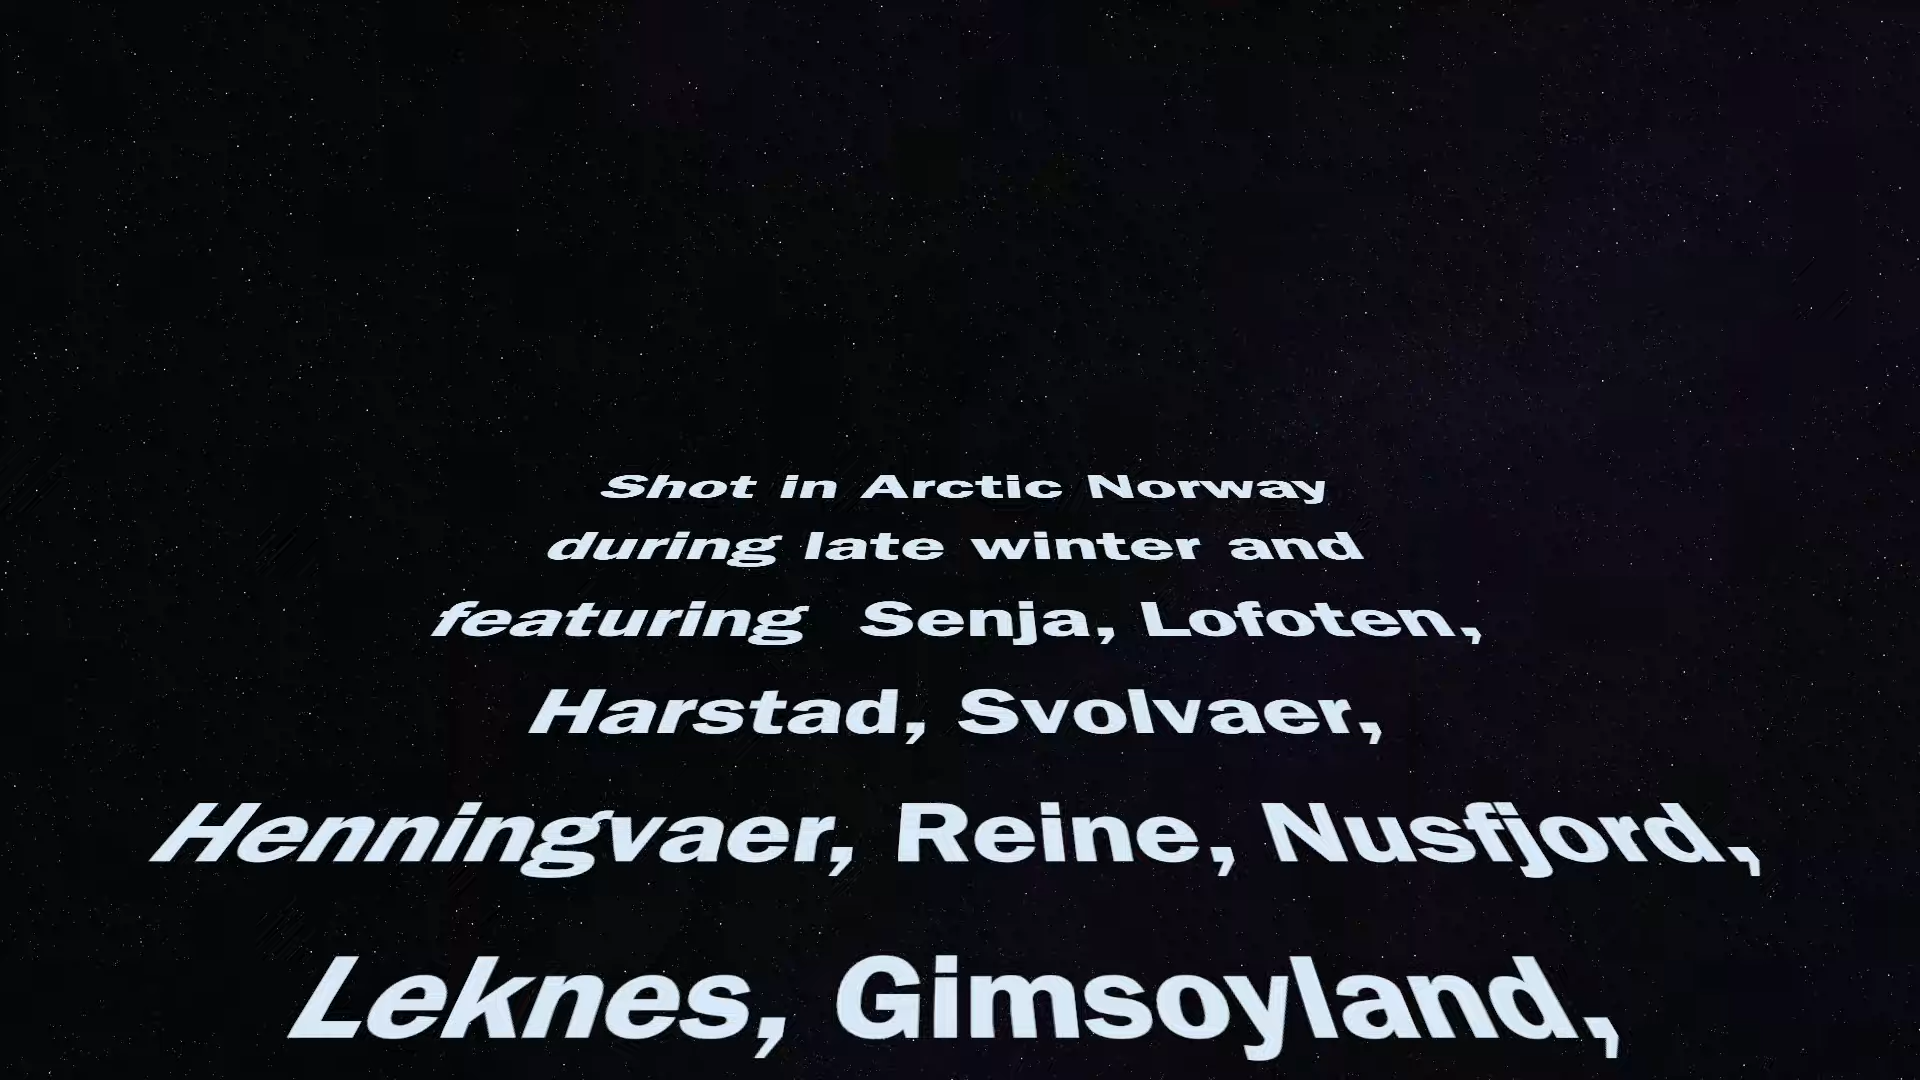 Shot in Arctic Norway
during late winter and
featuring Senja, Lofoten,
Harstad, Svolvaer,
Henningvaer, Reine, Nusfjord,
Leknes, Gimsoyland,